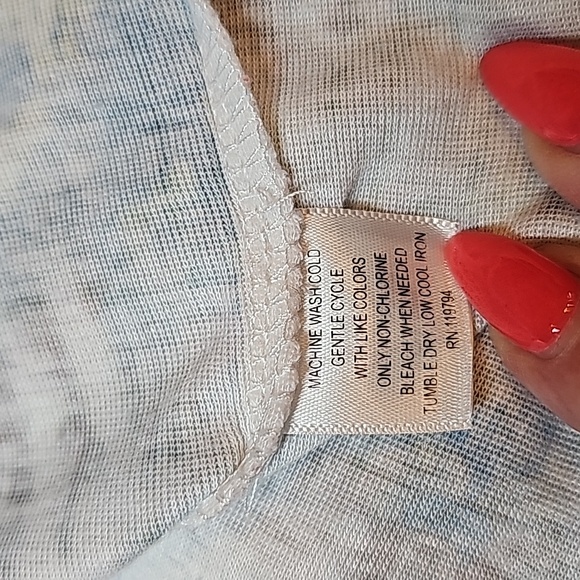 MACHINE WASH COLD
GENTLE CYCLE
WITH LIKE COLORS
ONLY NON-CHLORINE
BLEACH WHEN NEEDED
TUMBLE DRY LOW COOL IRON
RN 119794